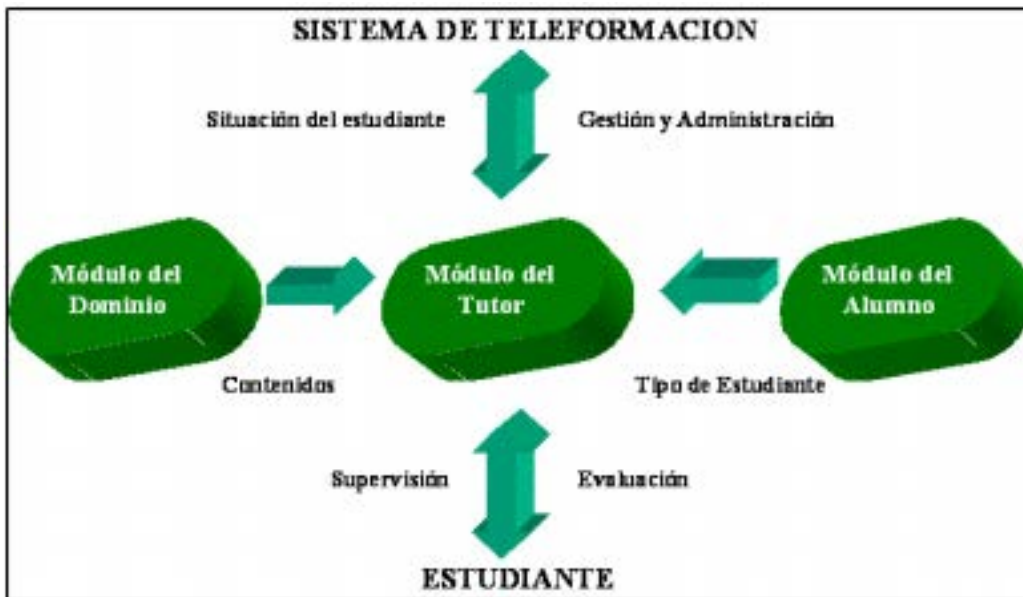 SISTEMA DE TELEFORMACION
Situación del estudiante
Gestión y Administración
Módulo del
Dominio
Módulo del
Tutor
Módulo del
Alumno
Contenidos
Tipo de Estudiante
Supervisión
Evaluación
ESTUDIANTE